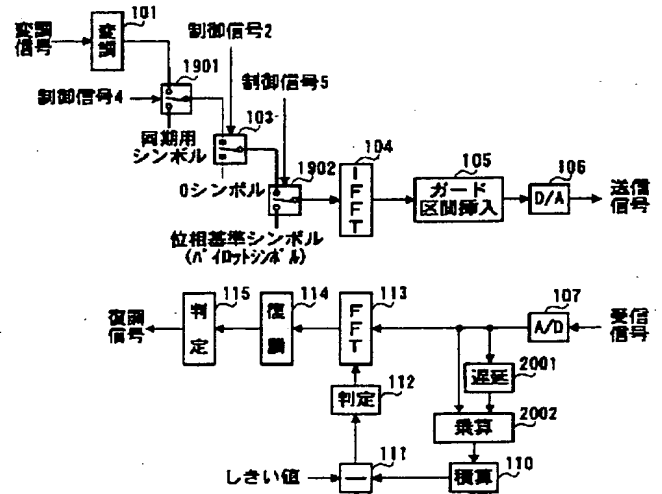 変調
信号
101
変調
制御信号2
1901
制御信号5
制御信号4
103
同期用
シンボル
0シンボル
1902
位相基準シンボル
(パイロットシンボル)
104
IFFT
105
ガード
区間挿入
106
D/A
送信
信号
復調
信号
115
判定
114
復調
113
FFT
107
A/D
受信
信号
2001
遅延
112
判定
2002
乗算
111
しきい値
110
積算